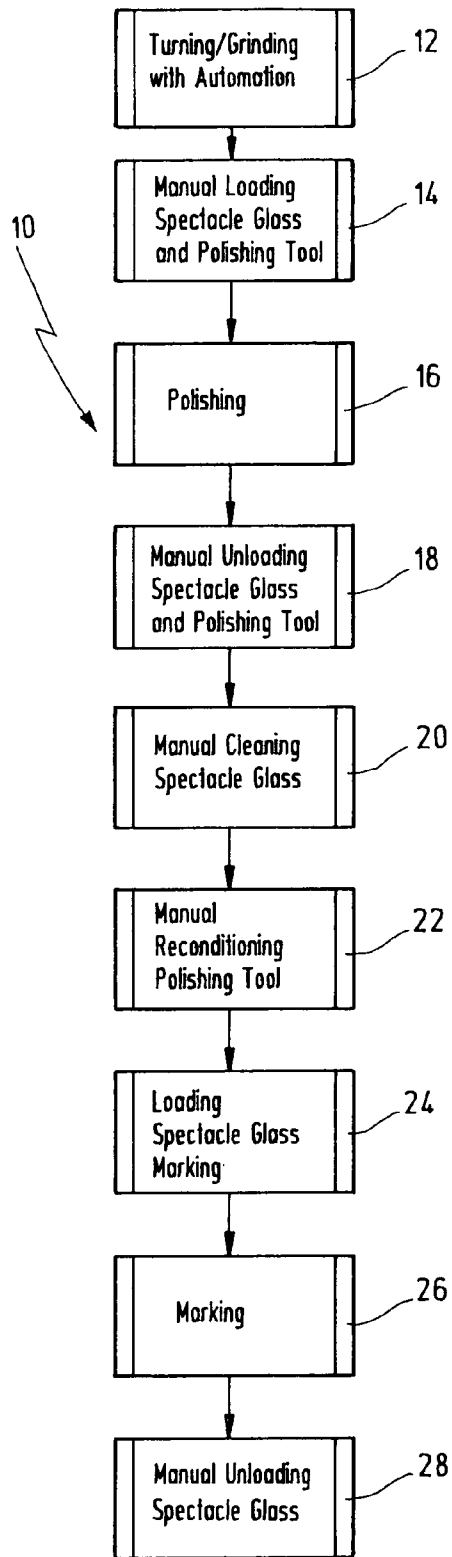 Turning/Grinding
with Automation
12
Manual Loading
Spectacle Glass
and Polishing Tool
14
10
Polishing
16
Manual Unloading
Spectacle Glass
and Polishing Tool
18
Manual Cleaning
Spectacle Glass
20
Manual
Reconditioning
Polishing Tool
22
Loading
Spectacle Glass
Marking
24
Marking
26
Manual Unloading
Spectacle Glass
28